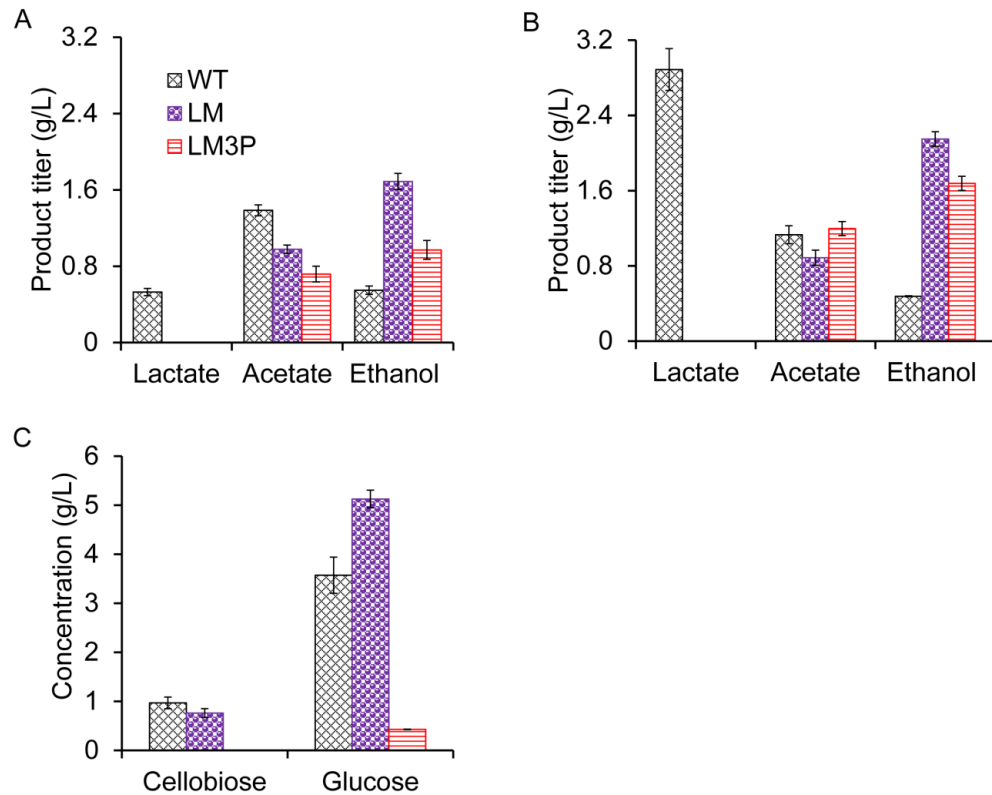 A
Product titer (g/L)
3.2
2.4
1.6
0.8
0
WT
LM
LM3P
Lactate Acetate Ethanol
B
Product titer (g/L)
3.2
2.4
1.6
0.8
0
Lactate Acetate Ethanol
C
Concentration (g/L)
6
5
4
3
2
1
0
Cellobiose Glucose